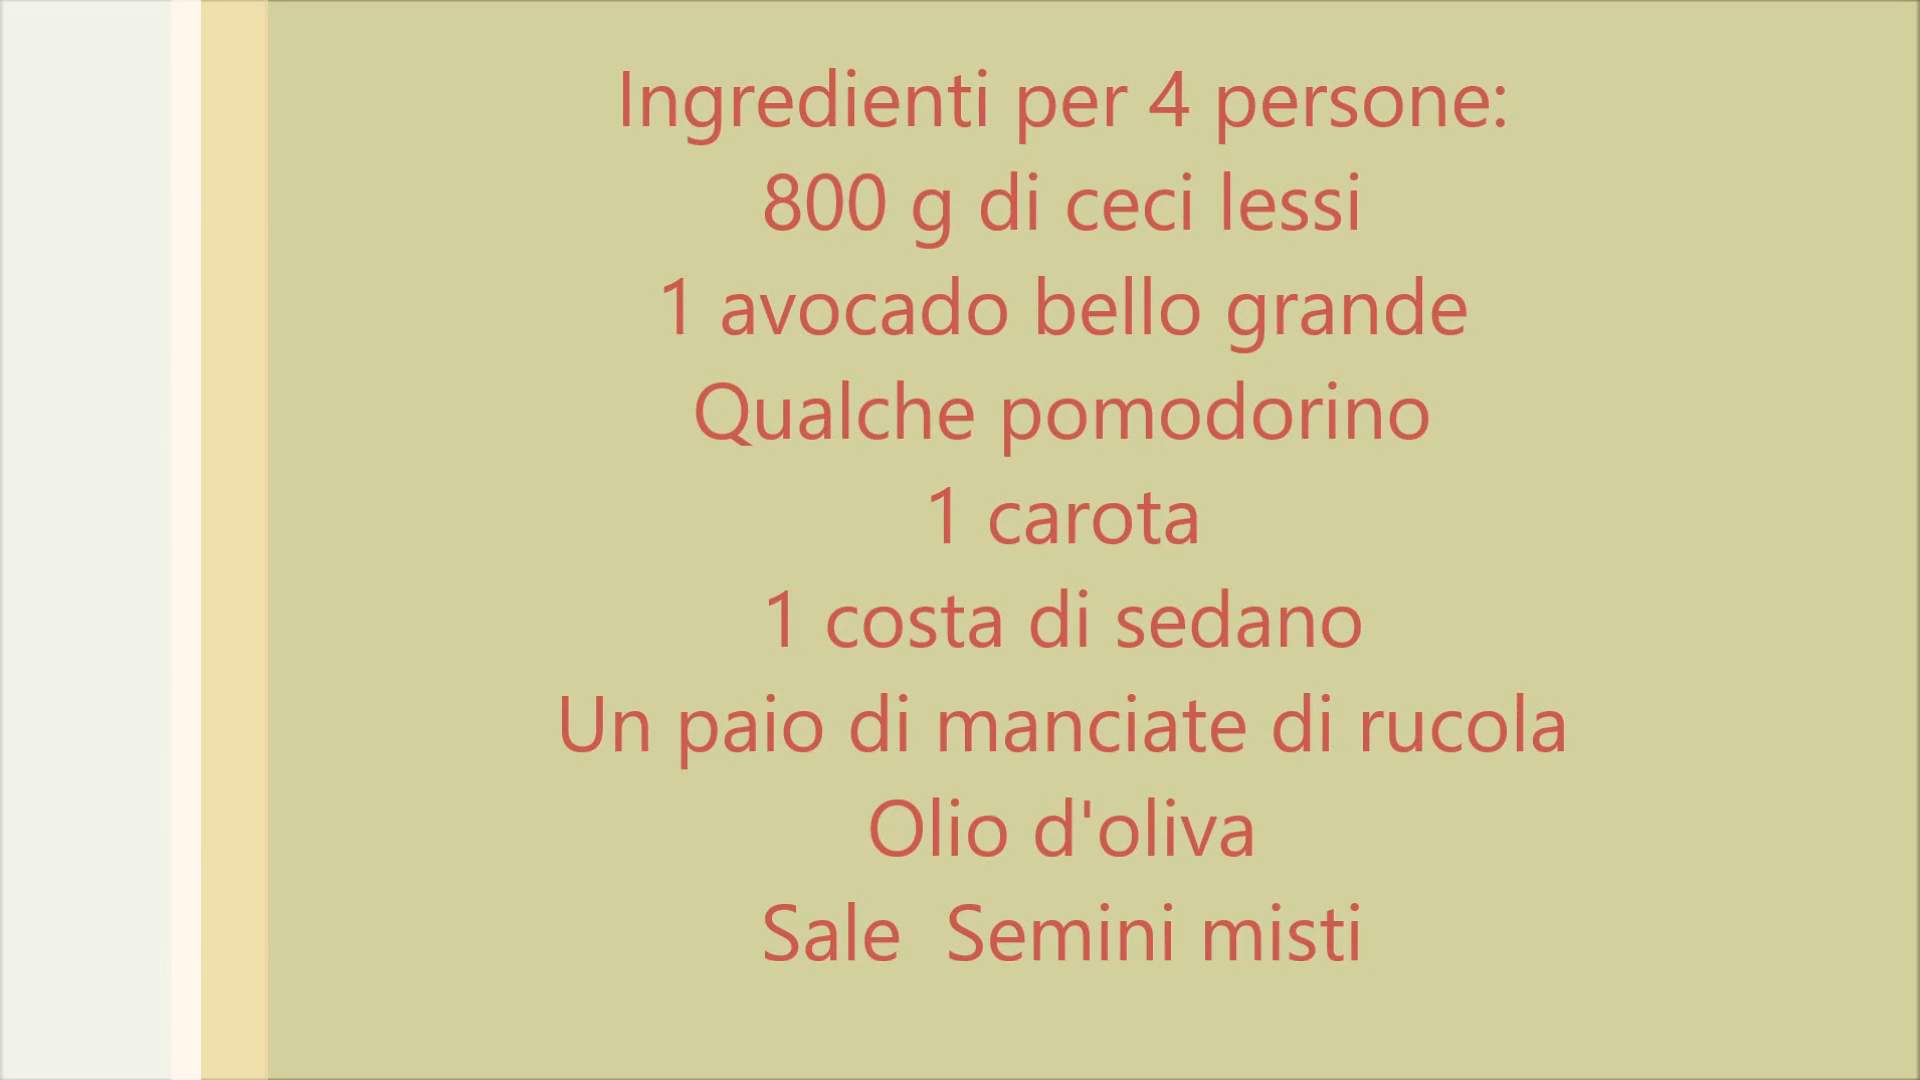 Ingredienti per 4 persone:
800 g di ceci lessi
1 avocado bello grande
Qualche pomodorino
1 carota
1 costa di sedano
Un paio di manciate di rucola
Olio d'oliva
Sale  Semini misti